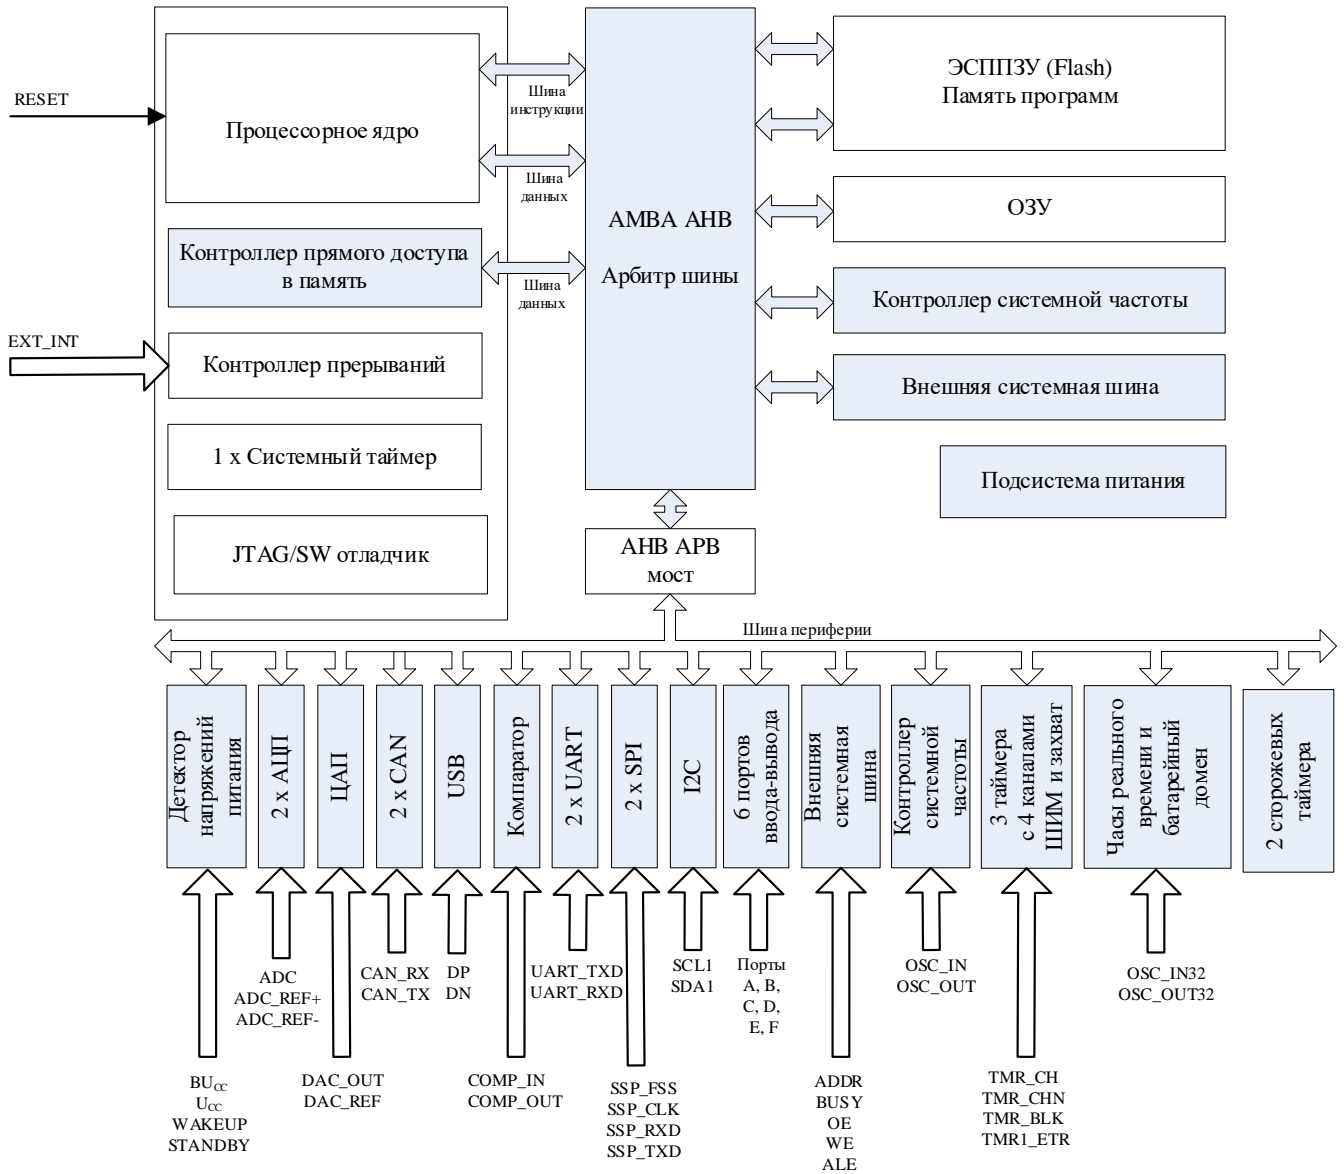 RESET
Процессорное ядро
Шина
инструкции
Шина
данных
Контроллер прямого доступа
в память
Шина
данных
EXT_INT
Контроллер прерываний
1 x Системный таймер
JTAG/SW отладчик
АМВА АНВ
Арбитр шины
ЭСППЗУ (Flash)
Память программ
ОЗУ
Контроллер системной частоты
Внешняя системная шина
Подсистема питания
АНВ АРВ
мост
Шина периферии
Детектор
напряжений
питания
2 x АЦП
ЦАП
2 x CAN
USB
Компаратор
2 x UART
2 x SPI
I2C
6 портов
ввода-вывода
Внешняя
системная
шина
Контроллер
системной
частоты
3 таймера
с 4 каналами
ШИМ и захват
Часы реального
времени и
батарейный
домен
2 сторожевых
таймера
BUCC
UCC
WAKEUP
STANDBY
ADC
ADC_REF+
ADC_REF-
DAC_OUT
DAC_REF
CAN_RX
CAN_TX
DP
DN
COMP_IN
COMP_OUT
UART_TXD
UART_RXD
SSP_FSS
SSP_CLK
SSP_RXD
SSP_TXD
SCL1
SDA1
Порты
A, B,
C, D,
E, F
ADDR
BUSY
OE
WE
ALE
OSC_IN
OSC_OUT
TMR_CH
TMR_CHN
TMR_BLK
TMR1_ETR
OSC_IN32
OSC_OUT32